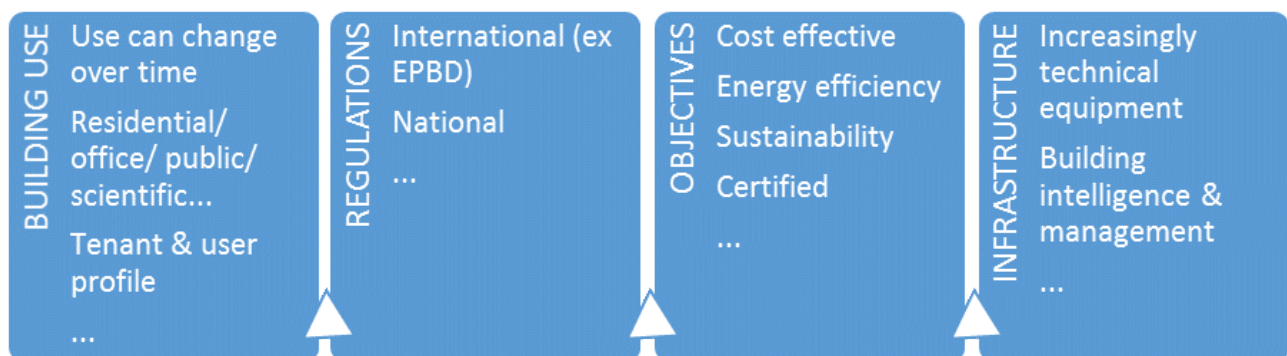 BUILDING USE
Use can change
over time
Residential/
office/ public/
scientific...
Tenant & user
profile
...
REGULATIONS
International (ex
EPBD)
National
...
OBJECTIVES
Cost effective
Energy efficiency
Sustainability
Certified
...
INFRASTRUCTURE
Increasingly
technical
equipment
Building
intelligence &
management
...